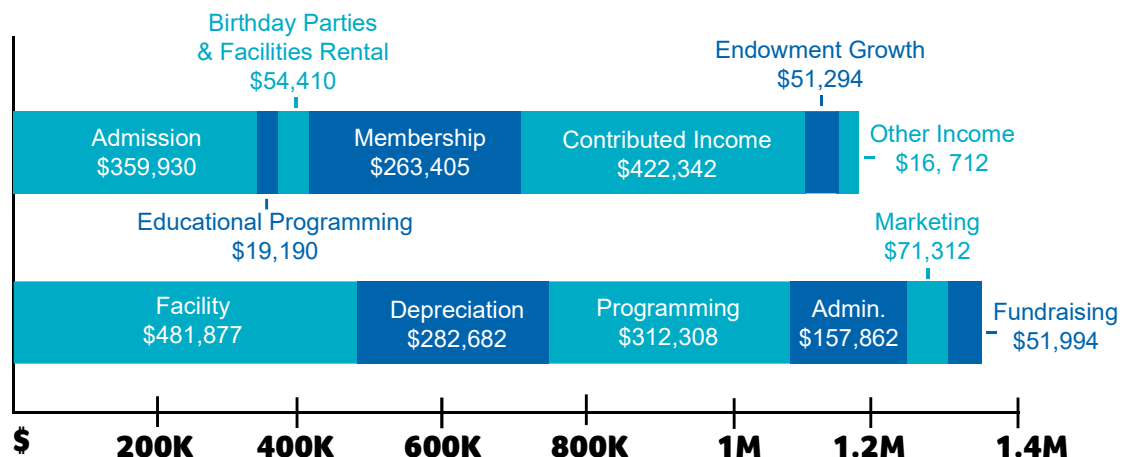 Birthday Parties
& Facilities Rental
$54,410
Endowment Growth
$51,294
Admission
$359,930
Membership
$263,405
Contributed Income
$422,342
Other Income
$16, 712
Educational Programming
$19,190
Marketing
$71,312
Facility
$481,877
Depreciation
$282,682
Programming
$312,308
Admin.
$157,862
Fundraising
$51,994
$ 200K 400K 600K 800K 1M 1.2M 1.4M